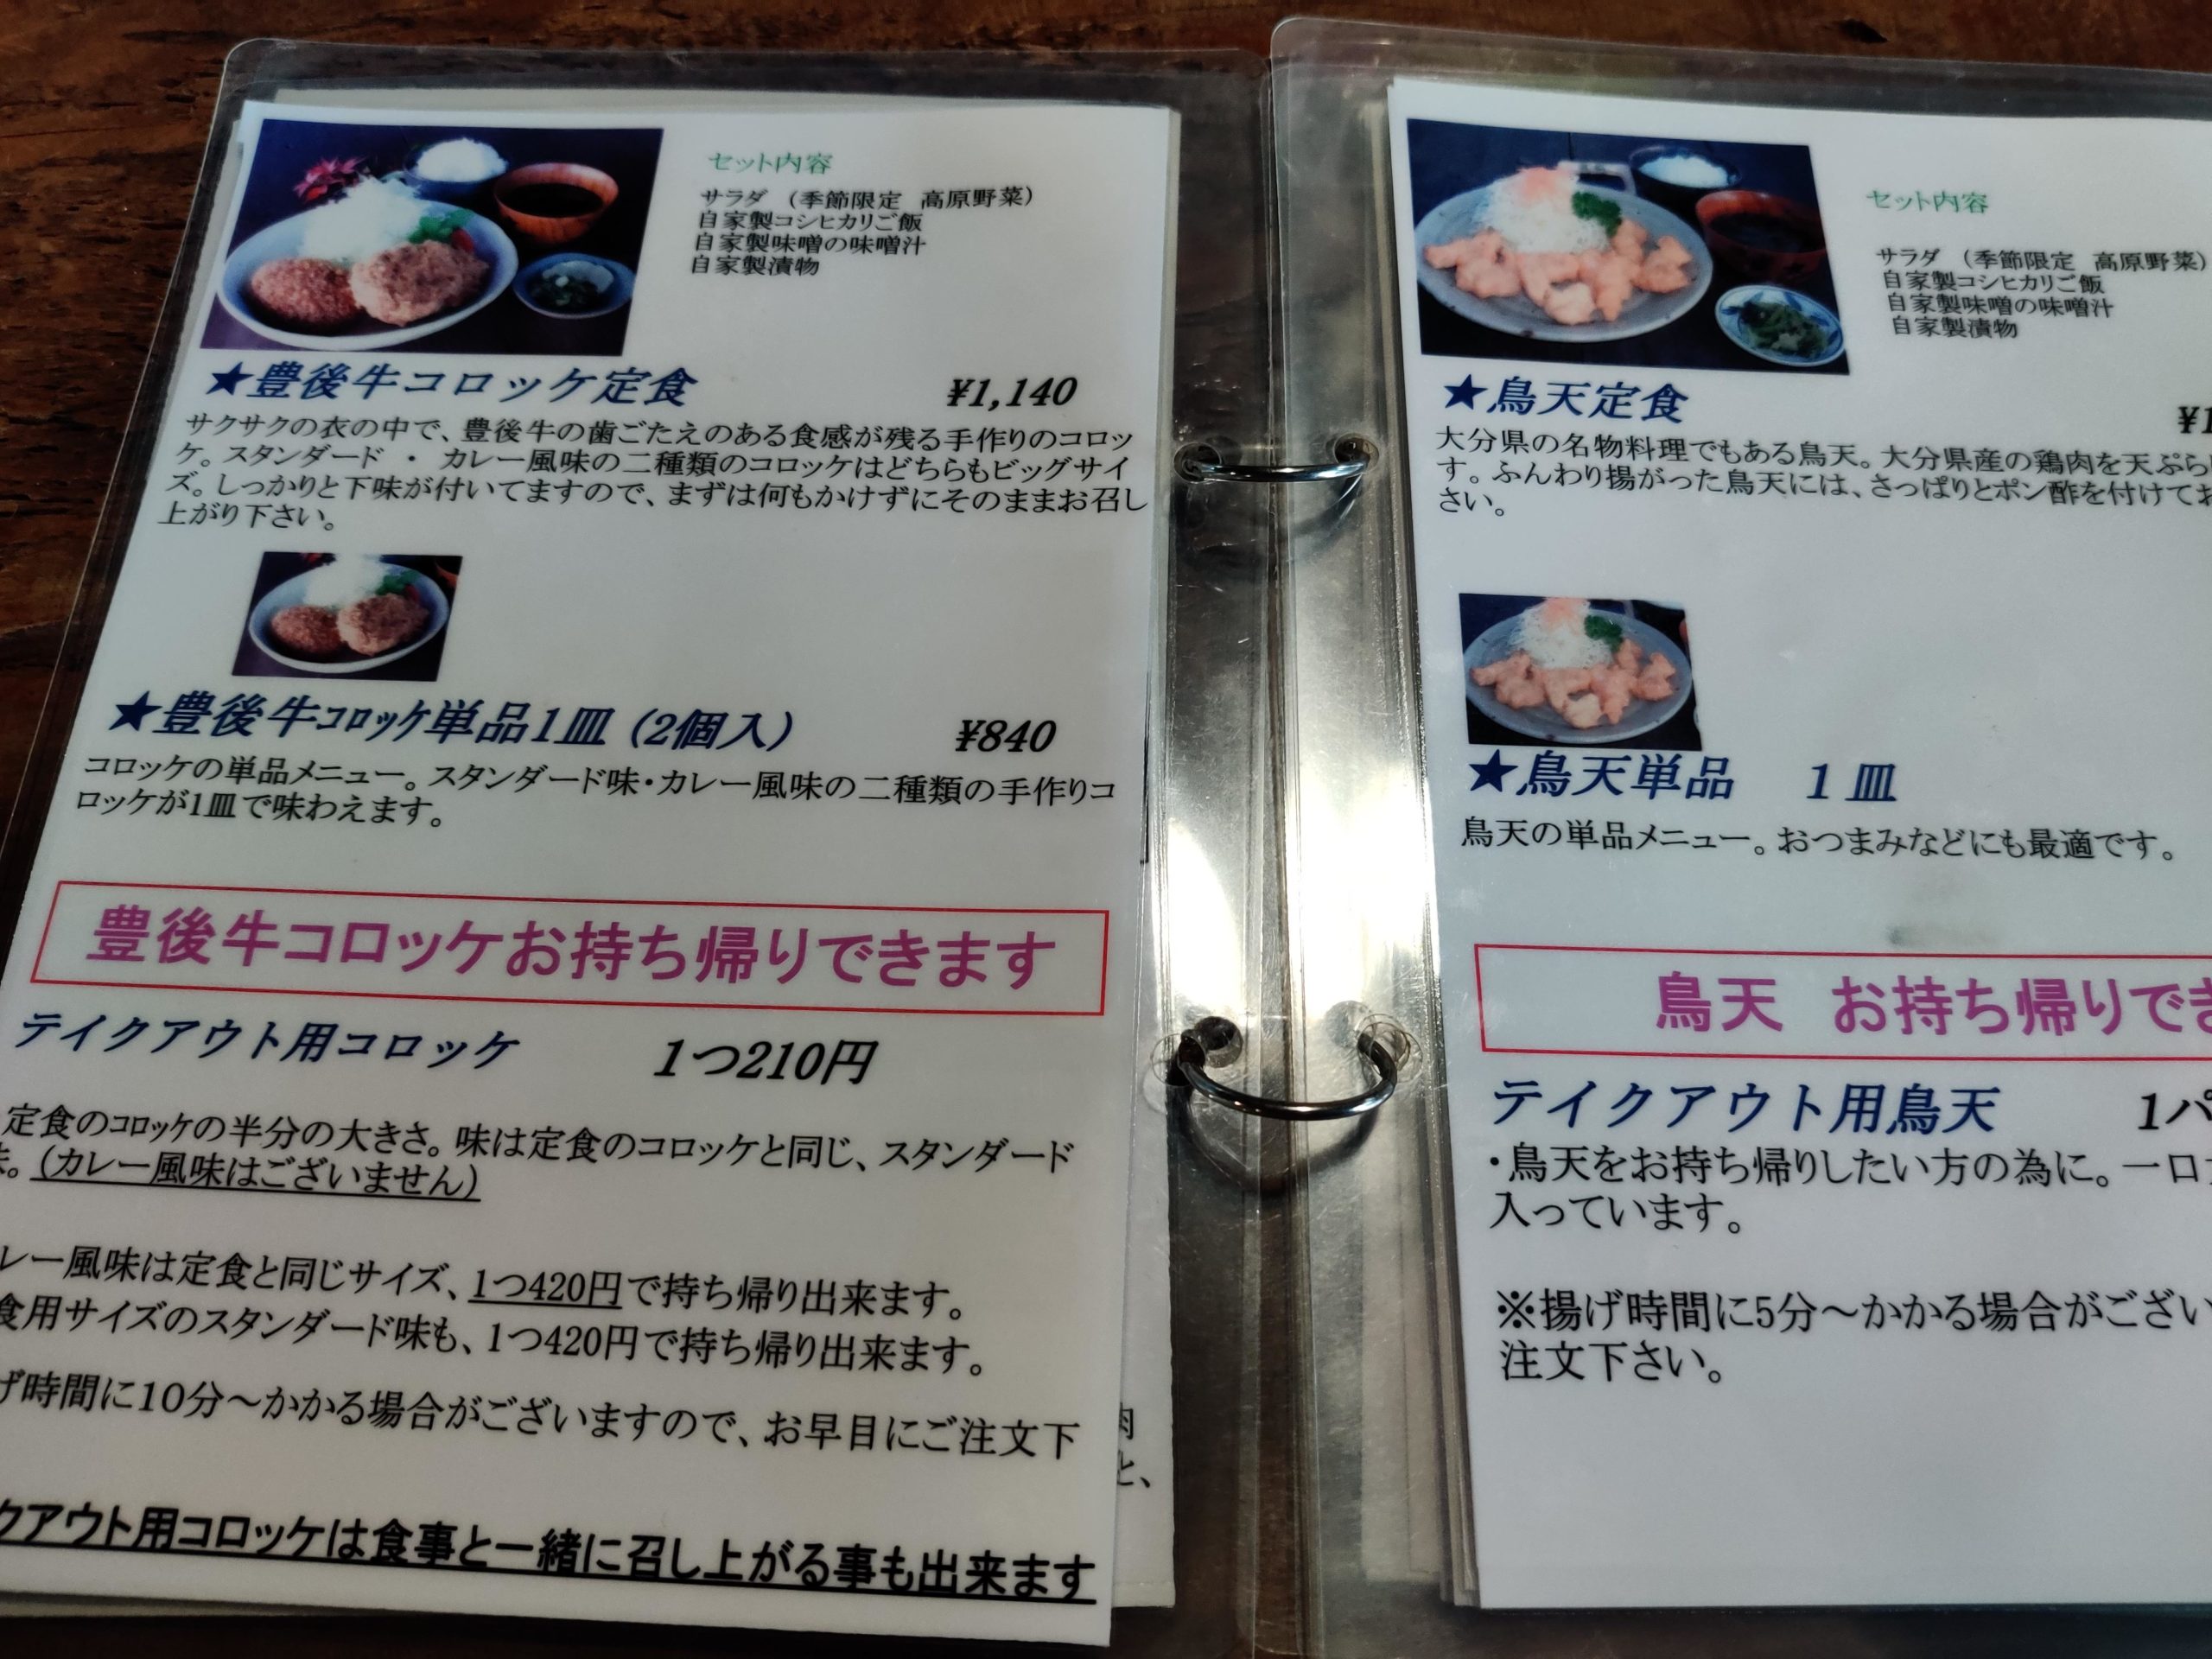 セット内容
サラダ （季節限定 高原野菜）
自家製コシヒカリご飯
自家製味噌の味噌汁
自家製漬物
★豊後牛コロッケ定食 ¥1,140
サクサクの衣の中で、豊後牛の歯ごたえのある食感が残る手作りのコロッ
ケ。スタンダード ・ カレー風味の二種類のコロッケはどちらもビッグサイ
ズ。しっかりと下味が付いてますので、まずは何もかけずにそのままお召し
上がり下さい。
★豊後牛コロッケ単品1皿（2個入） ¥840
コロッケの単品メニュー。スタンダード味・カレー風味の二種類の手作りコ
ロッケが1皿で味わえます。
豊後牛コロッケお持ち帰りできます
テイクアウト用コロッケ 1つ210円
定食のコロッケの半分の大きさ。味は定食のコロッケと同じ、スタンダード
味。（カレー風味はございません）
レー風味は定食と同じサイズ、1つ420円で持ち帰り出来ます。
食用サイズのスタンダード味も、1つ420円で持ち帰り出来ます。
げ時間に10分～かかる場合がございますので、お早目にご注文下
クアウト用コロッケは食事と一緒に召し上がる事も出来ます
肉
と、
セット内容
サラダ （季節限定 高原野菜）
自家製コシヒカリご飯
自家製味噌の味噌汁
自家製漬物
★鳥天定食 ¥1
大分県の名物料理でもある鳥天。大分県産の鶏肉を天ぷら
す。ふんわり揚がった鳥天には、さっぱりとポン酢を付けてお
さい。
★鳥天単品 1皿
鳥天の単品メニュー。おつまみなどにも最適です。
鳥天 お持ち帰りでき
テイクアウト用鳥天 1パ
・鳥天をお持ち帰りしたい方の為に。一口
入っています。
※揚げ時間に5分～かかる場合がござい
注文下さい。